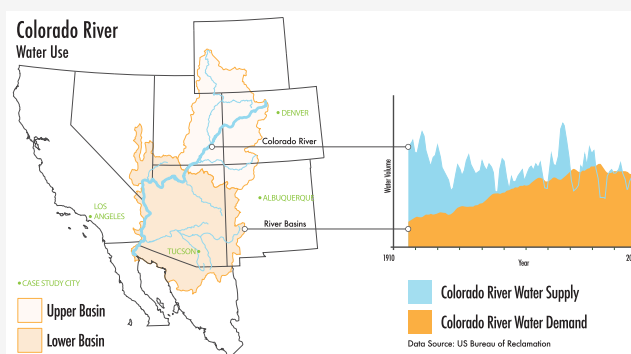 Colorado River
Water Use
DENVER
Colorado River
LOS
ANGELES
ALBUQUERQU
River Basins
TUCSON
CASE STUDY CITY
Upper Basin
Lower Basin
Water Volume
1910
Year
20
Colorado River Water Supply
Colorado River Water Demand
Data Source: US Bureau of Reclamation